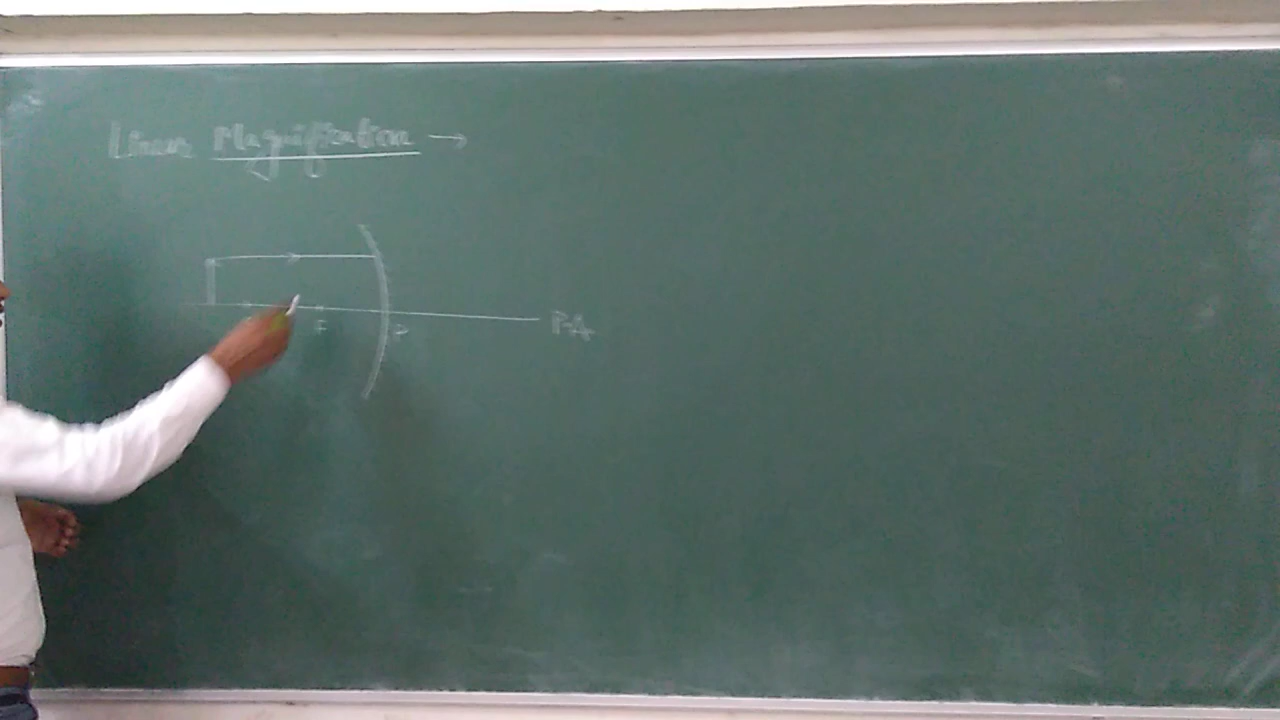 Linear Magnification →
F
P
P.A